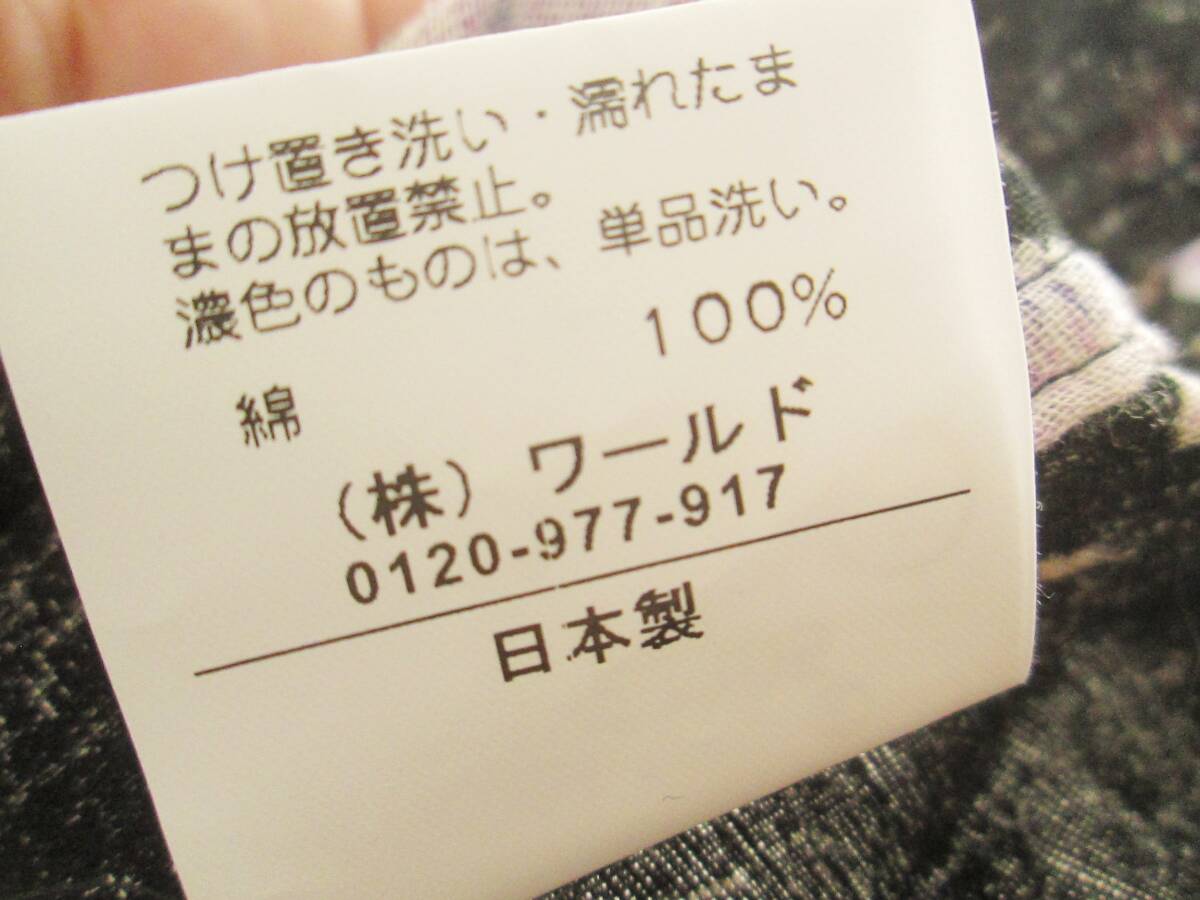 つけ置き洗い・濡れたま
まの放置禁止。
濃色のものは、単品洗い。
綿 100%
（株）ワールド
0120-977-917
日本製